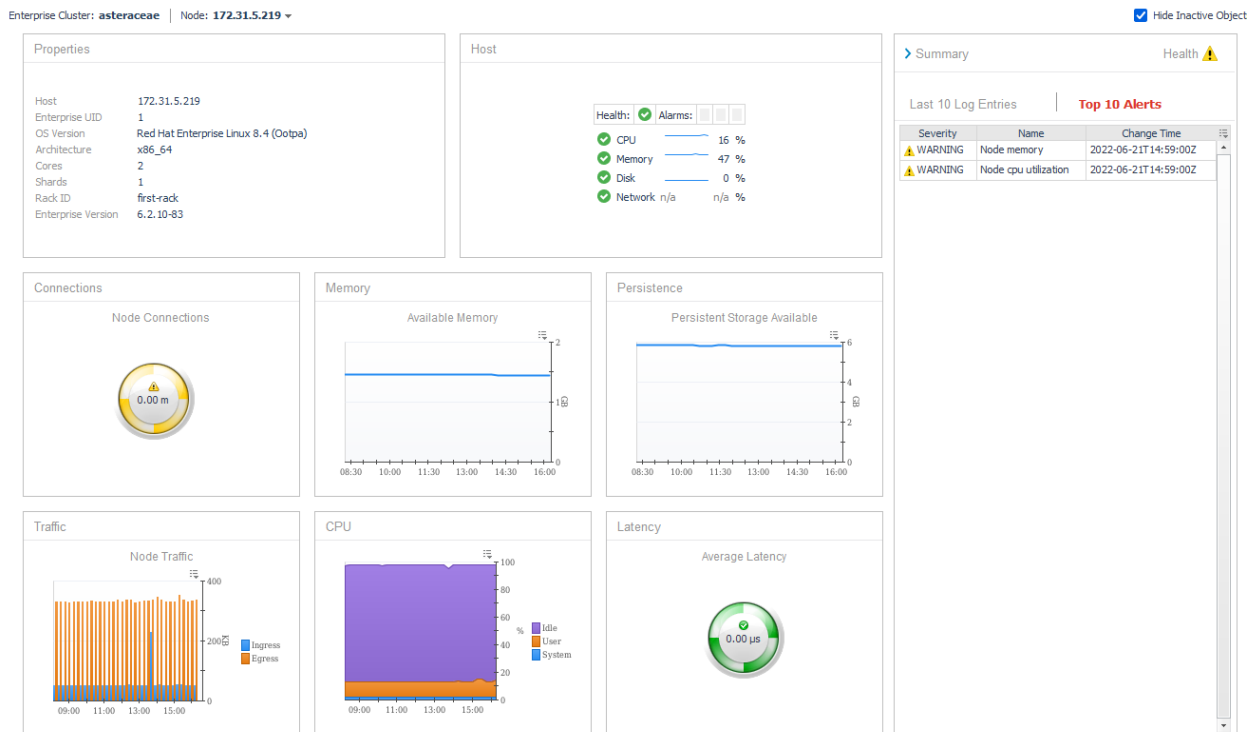 Enterprise Cluster: asteraceae | Node: 172.31.5.219
Hide Inactive Object
Properties
Host 172.31.5.219
Enterprise UID 1
OS Version Red Hat Enterprise Linux 8.4 (Ootpa)
Architecture x86_64
Cores 2
Shards 1
Rack ID first-rack
Enterprise Version 6.2.10-83
Host
Health: Alarms:
CPU 16 %
Memory 47 %
Disk 0 %
Network n/a n/a %
Summary Health
Last 10 Log Entries | Top 10 Alerts
Severity Name Change Time
WARNING Node memory 2022-06-21T14:59:00Z
WARNING Node cpu utilization 2022-06-21T14:59:00Z
Connections
Node Connections
0.00 m
Memory
Available Memory
2
1
GB
0
08:30 10:00 11:30 13:00 14:30 16:00
Persistence
Persistent Storage Available
6
4
GB
2
0
08:30 10:00 11:30 13:00 14:30 16:00
Traffic
Node Traffic
400
200
KB
0
Ingress
Egress
09:00 11:00 13:00 15:00
CPU
100
80
60
%
40
20
0
Idle
User
System
09:00 11:00 13:00 15:00
Latency
Average Latency
0.00 µs